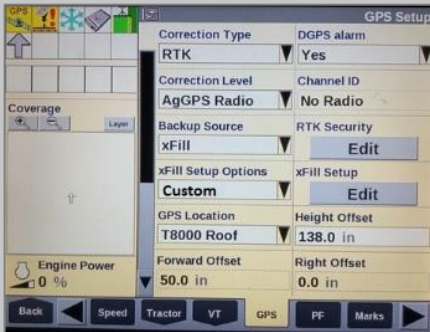 GPS
GPS Setup
Correction Type
DGPS alarm
RTK
Yes
Correction Level
Channel ID
AgGPS Radio
No Radio
Coverage
Layer
Backup Source
RTK Security
xFill
Edit
xFill Setup Options
xFill Setup
Custom
Edit
GPS Location
Height Offset
T8000 Roof
138.0 in
Engine Power
0 %
Forward Offset
Right Offset
50.0 in
0.0 in
Back
Speed
Tractor
VT
GPS
PF
Marks